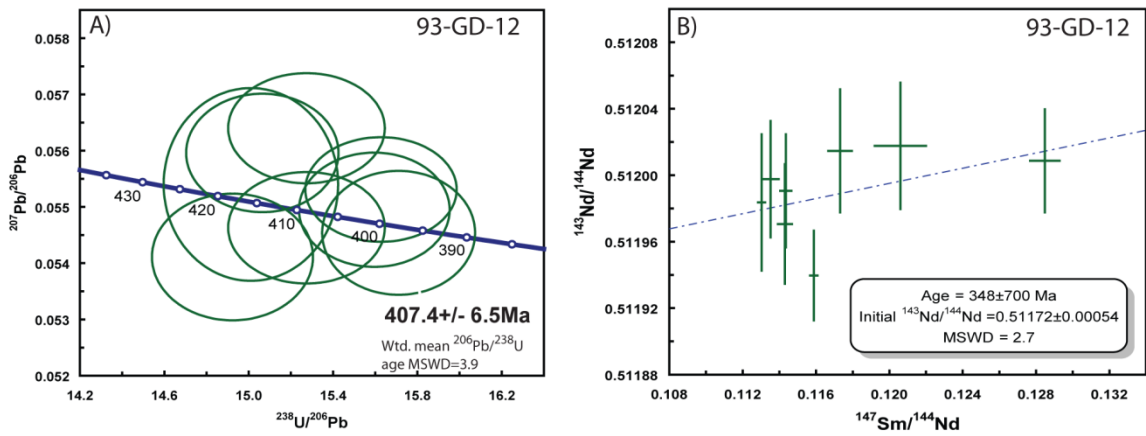 A)
93-GD-12
0.058
0.057
0.056
0.055
0.054
0.053
0.052
²⁰⁷Pb/²⁰⁶Pb
430
420
410
400
390
407.4+/- 6.5Ma
Wtd. mean ²⁰⁶Pb/²³⁸U
age MSWD=3.9
14.2 14.6 15.0 15.4 15.8 16.2
²³⁸U/²⁰⁶Pb
B)
93-GD-12
0.51208
0.51204
0.51200
0.51196
0.51192
0.51188
¹⁴³Nd/¹⁴⁴Nd
Age = 348±700 Ma
Initial ¹⁴³Nd/¹⁴⁴Nd =0.51172±0.00054
MSWD = 2.7
0.108 0.112 0.116 0.120 0.124 0.128 0.132
¹⁴⁷Sm/¹⁴⁴Nd